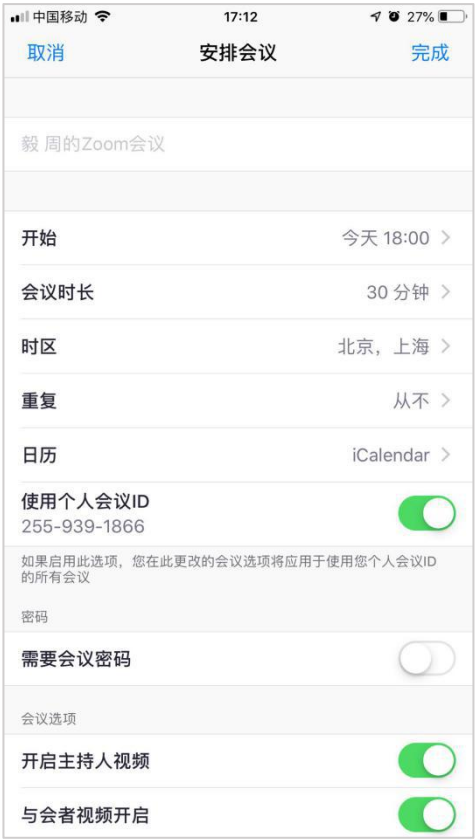 中国移动 17:12 27%
取消 安排会议 完成
毅 周的Zoom会议
开始 今天 18:00
会议时长 30 分钟
时区 北京，上海
重复 从不
日历 iCalendar
使用个人会议ID
255-939-1866
如果启用此选项，您在此更改的会议选项将应用于使用您个人会议ID
的所有会议
密码
需要会议密码
会议选项
开启主持人视频
与会者视频开启